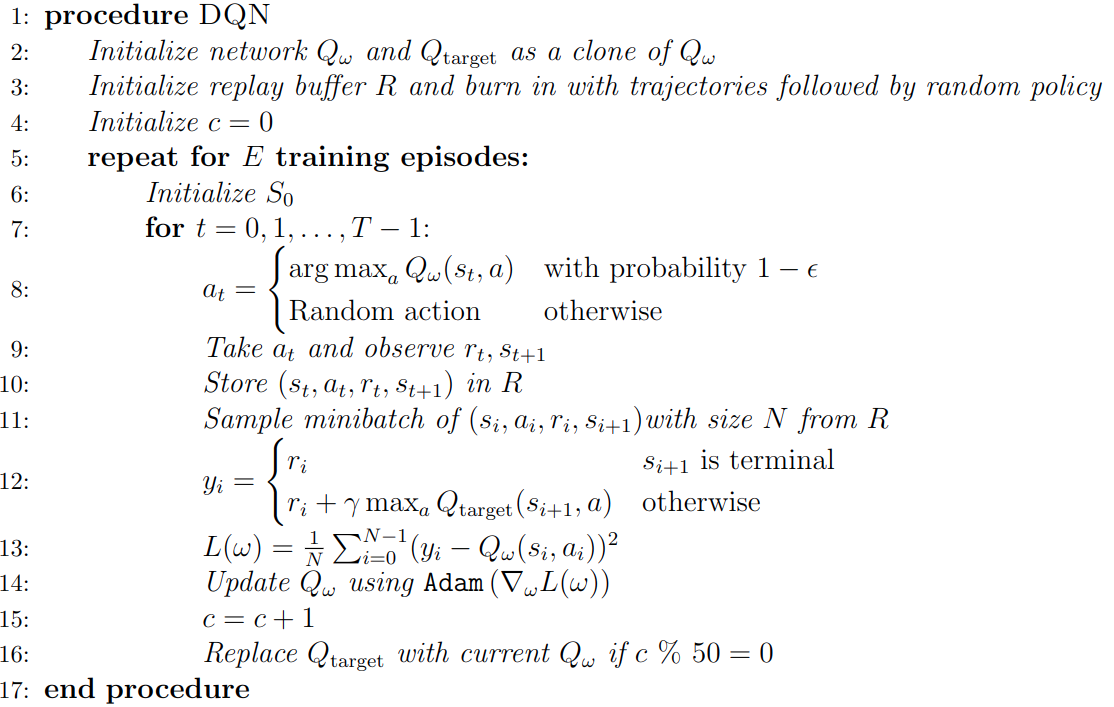 1: procedure DQN
2: Initialize network Q_ω and Q_target as a clone of Q_ω
3: Initialize replay buffer R and burn in with trajectories followed by random policy
4: Initialize c = 0
5: repeat for E training episodes:
6: Initialize S_0
7: for t = 0, 1, . . . , T − 1:
8: a_t = { arg max_a Q_ω(s_t, a) with probability 1 − ϵ
Random action otherwise
9: Take a_t and observe r_t, s_{t+1}
10: Store (s_t, a_t, r_t, s_{t+1}) in R
11: Sample minibatch of (s_i, a_i, r_i, s_{i+1})with size N from R
12: y_i = { r_i s_{i+1} is terminal
r_i + γ max_a Q_target(s_{i+1}, a) otherwise
13: L(ω) = 1/N ∑_{i=0}^{N−1}(y_i − Q_ω(s_i, a_i))^2
14: Update Q_ω using Adam (∇_ω L(ω))
15: c = c + 1
16: Replace Q_target with current Q_ω if c % 50 = 0
17: end procedure